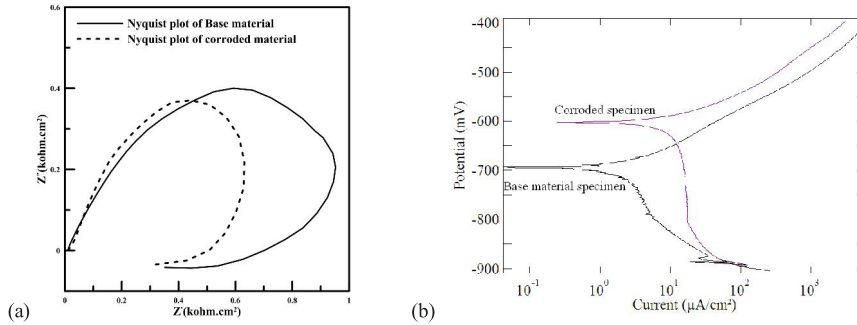 (a)
Nyquist plot of Base material
Nyquist plot of corroded material
0.6
0.4
0.2
0
0
0.2
0.4
0.6
0.8
1
Z''(kohm.cm²)
Z'(kohm.cm²)
(b)
-400
-500
-600
-700
-800
-900
Potential (mV)
Corroded specimen
Base material specimen
10⁻¹
10⁰
10¹
10²
10³
Current (µA/cm²)